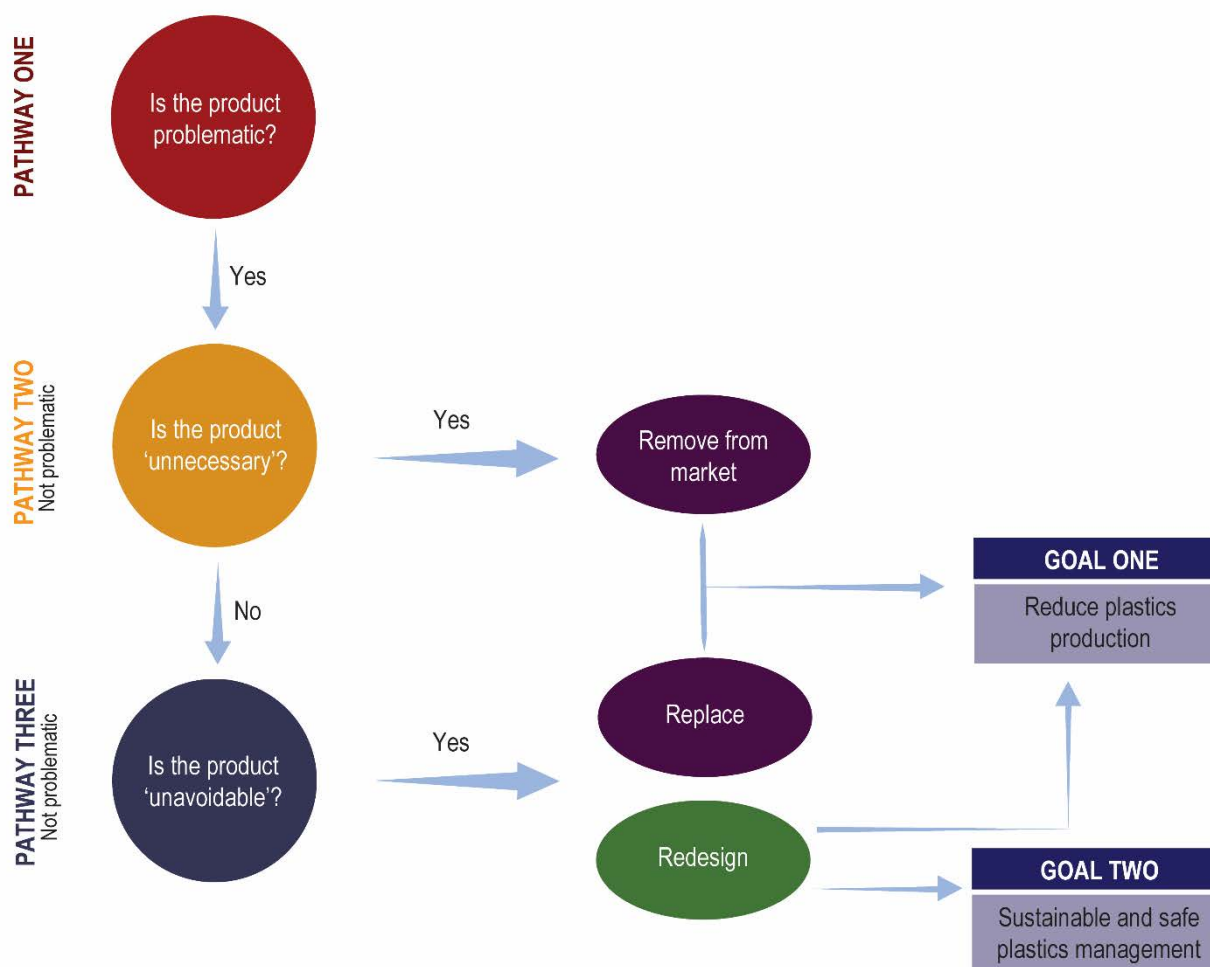 PATHWAY ONE
Is the product
problematic?
Yes
PATHWAY TWO
Not problematic
Is the product
‘unnecessary’?
Yes
Remove from
market
GOAL ONE
Reduce plastics
production
No
Replace
PATHWAY THREE
Not problematic
Is the product
‘unavoidable’?
Yes
Redesign
GOAL TWO
Sustainable and safe
plastics management